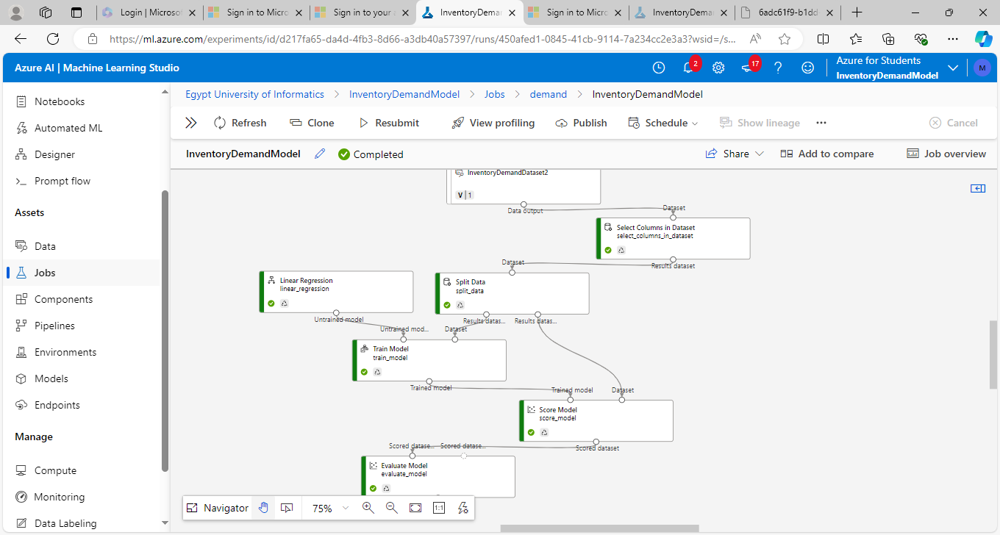 Login | Microsof
Sign in to Micro
Sign in to your a
InventoryDeman
Sign in to Micro
InventoryDeman
6adc61f9-b1dd
https://ml.azure.com/experiments/id/d217fa65-da4d-4fb3-8d66-a3db40a57397/runs/450afed1-0845-41cb-9114-7a234cc2e3a3?wsid=/s...
Azure AI | Machine Learning Studio
2
17
Azure for Students
InventoryDemandModel
M
Notebooks
Automated ML
Designer
Prompt flow
Assets
Data
Jobs
Components
Pipelines
Environments
Models
Endpoints
Manage
Compute
Monitoring
Data Labeling
Egypt University of Informatics > InventoryDemandModel > Jobs > demand > InventoryDemandModel
Refresh
Clone
Resubmit
View profiling
Publish
Schedule
Show lineage
Cancel
InventoryDemandModel
Completed
Share
Add to compare
Job overview
InventoryDemandDataset2
V | 1
Data output
Dataset
Select Columns in Dataset
select_columns_in_dataset
Results dataset
Dataset
Linear Regression
linear_regression
Split Data
split_data
Untrained model
Results datas...
Results datas...
Untrained mod...
Dataset
Train Model
train_model
Trained model
Trained model
Dataset
Score Model
score_model
Scored dataset
Scored datase...
Scored datase...
Evaluate Model
evaluate_model
Navigator
75%
1:1